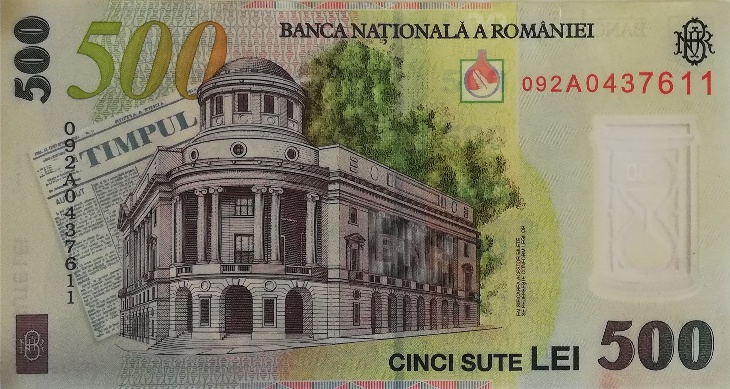 500
500
BANCA NAȚIONALĂ A ROMÂNIEI
092A0437611
TIMPUL
092A0437611
CINCI SUTE LEI 500